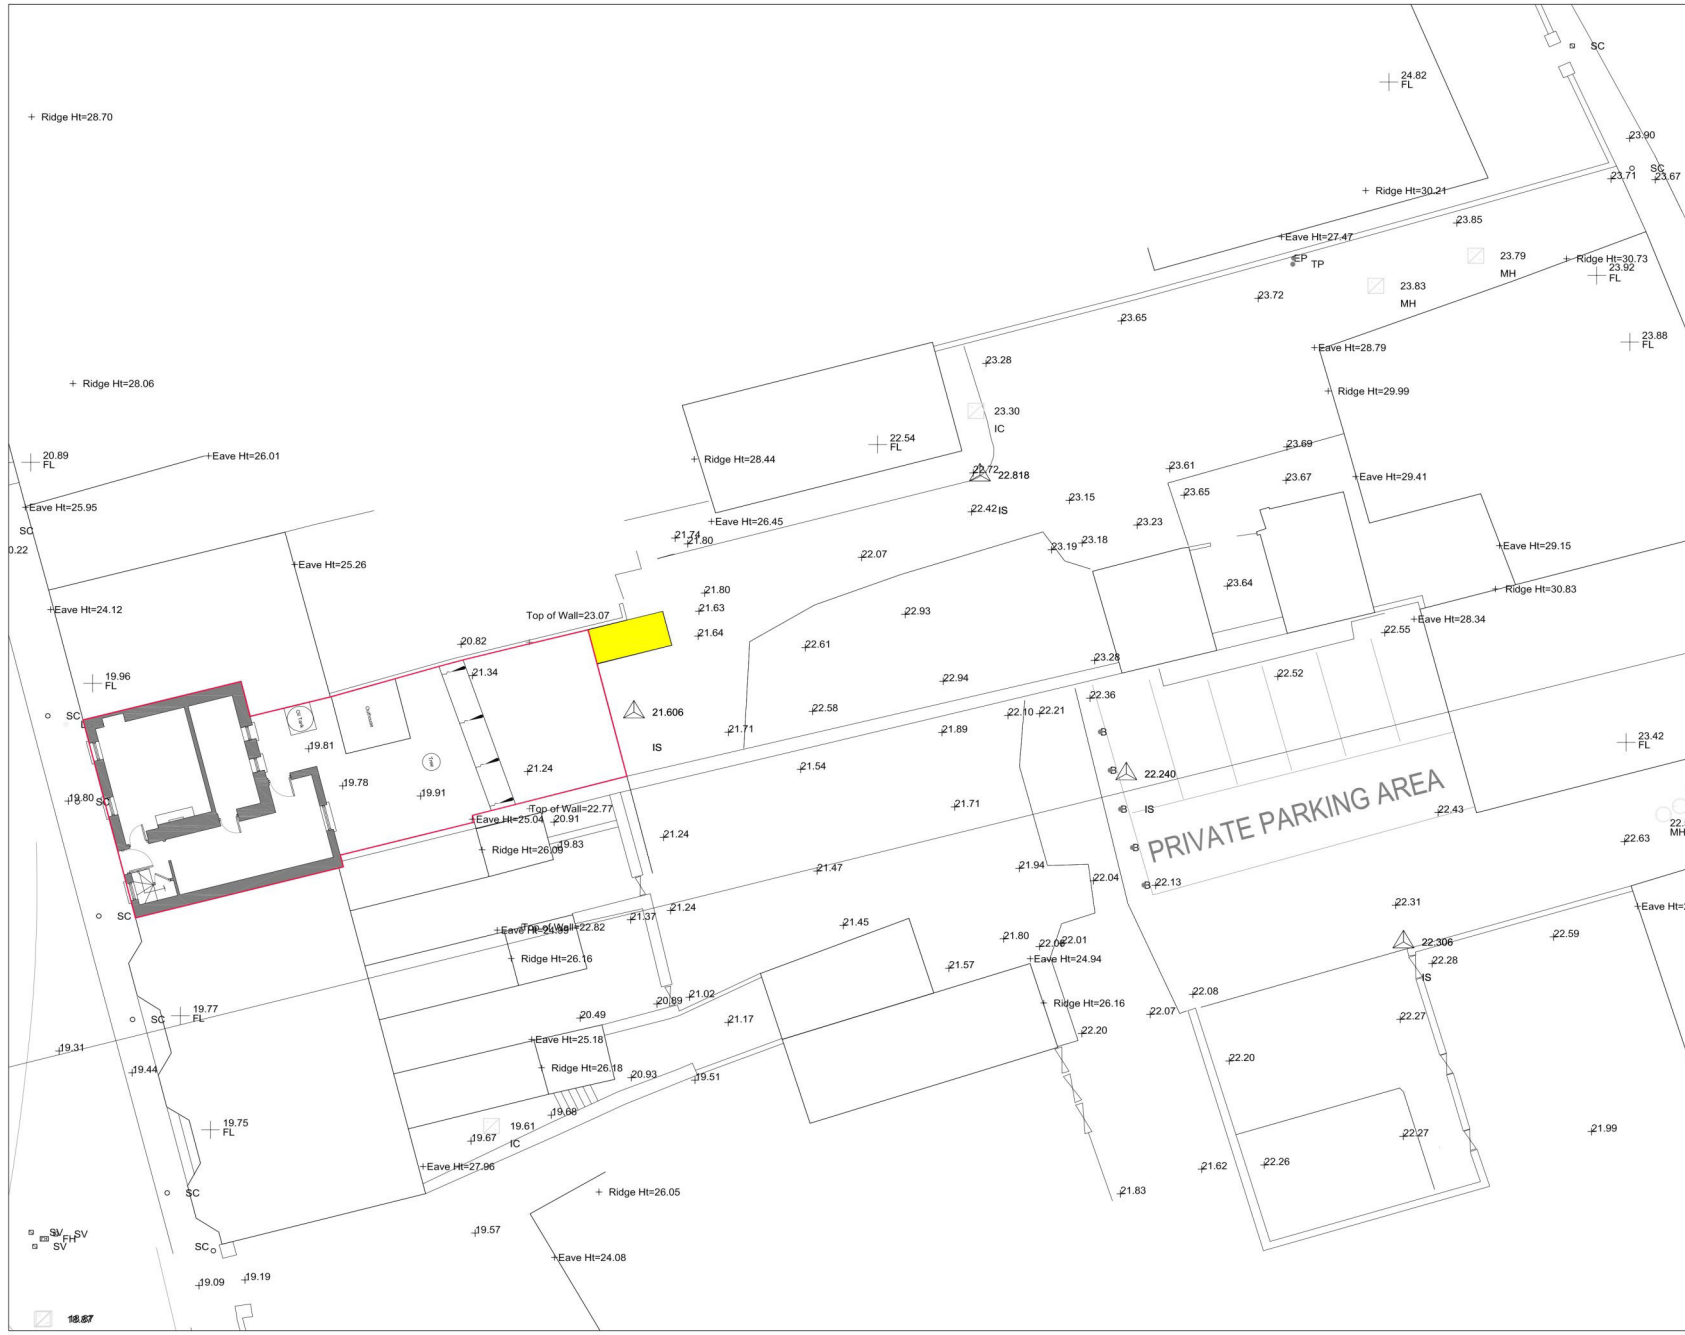 SC
24.82
FL
Ridge Ht=28.70
23.90
SC
23.71
23.67
Ridge Ht=30.21
23.85
Eave Ht=27.47
EP
TP
23.79
MH
Ridge Ht=30.73
23.92
FL
23.83
MH
23.72
23.65
23.88
FL
Eave Ht=28.79
23.28
Ridge Ht=28.06
Ridge Ht=29.99
23.30
IC
22.54
FL
23.69
Eave Ht=26.01
20.89
FL
Ridge Ht=28.44
23.61
22.72
22.818
23.67
Eave Ht=29.41
23.65
23.15
Eave Ht=25.95
22.42
IS
Eave Ht=26.45
23.23
SC
21.74
21.80
23.18
23.19
Eave Ht=29.15
0.22
22.07
Eave Ht=25.26
23.64
Ridge Ht=30.83
21.80
Eave Ht=24.12
21.63
Top of Wall=23.07
22.93
Eave Ht=28.34
21.64
22.55
20.82
22.61
23.28
21.34
22.52
19.96
FL
22.94
22.36
SC
Oil Tank
Outhouse
21.606
22.58
22.10
22.21
IS
21.71
21.89
B
19.81
23.42
FL
Tree
21.24
21.54
B
22.240
19.78
19.91
19.80
SC
Top of Wall=22.77
21.71
B
IS
PRIVATE PARKING AREA
22.43
Eave Ht=25.04
20.91
22.
MH
21.24
22.63
19.83
Ridge Ht=26.09
B
21.47
21.94
22.04
B
22.13
SC
21.24
21.37
22.31
Eave Ht=
Top of Wall=22.82
21.45
21.80
22.01
22.306
22.59
Ridge Ht=26.16
21.57
Eave Ht=24.94
22.28
IS
21.02
20.89
22.08
Ridge Ht=26.16
19.77
FL
SC
20.49
21.17
22.07
22.27
22.20
Eave Ht=25.18
19.31
22.20
19.44
Ridge Ht=26.18
20.93
19.51
19.68
19.75
FL
19.61
IC
19.67
22.27
21.99
Eave Ht=27.96
22.26
21.62
SC
Ridge Ht=26.05
21.83
SV
SV
FH
SV
19.57
SC
Eave Ht=24.08
19.09
19.19